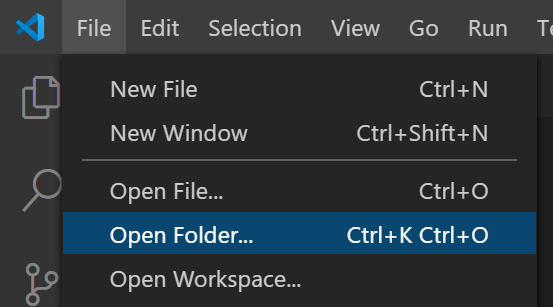 File Edit Selection View Go Run
New File Ctrl+N
New Window Ctrl+Shift+N
Open File... Ctrl+O
Open Folder... Ctrl+K Ctrl+O
Open Workspace...